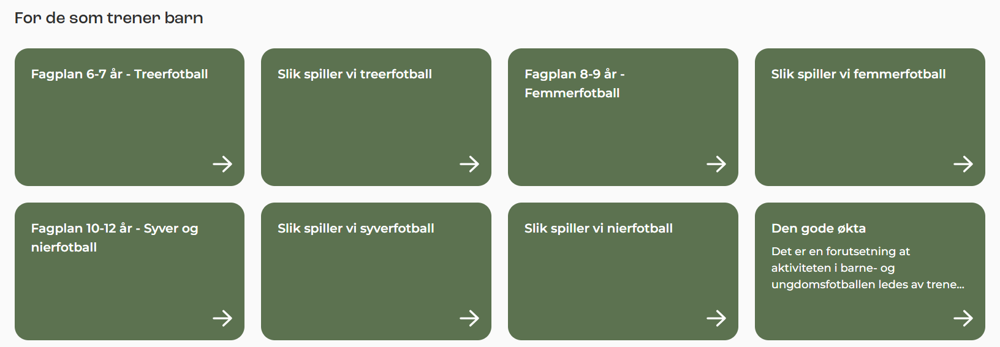 For de som trener barn
Fagplan 6-7 år - Treerfotball
Slik spiller vi treerfotball
Fagplan 8-9 år -
Femmerfotball
Slik spiller vi femmerfotball
Fagplan 10-12 år - Syver og
nierfotball
Slik spiller vi syverfotball
Slik spiller vi nierfotball
Den gode økta
Det er en forutsetning at
aktiviteten i barne- og
ungdomsfotballen ledes av trene...